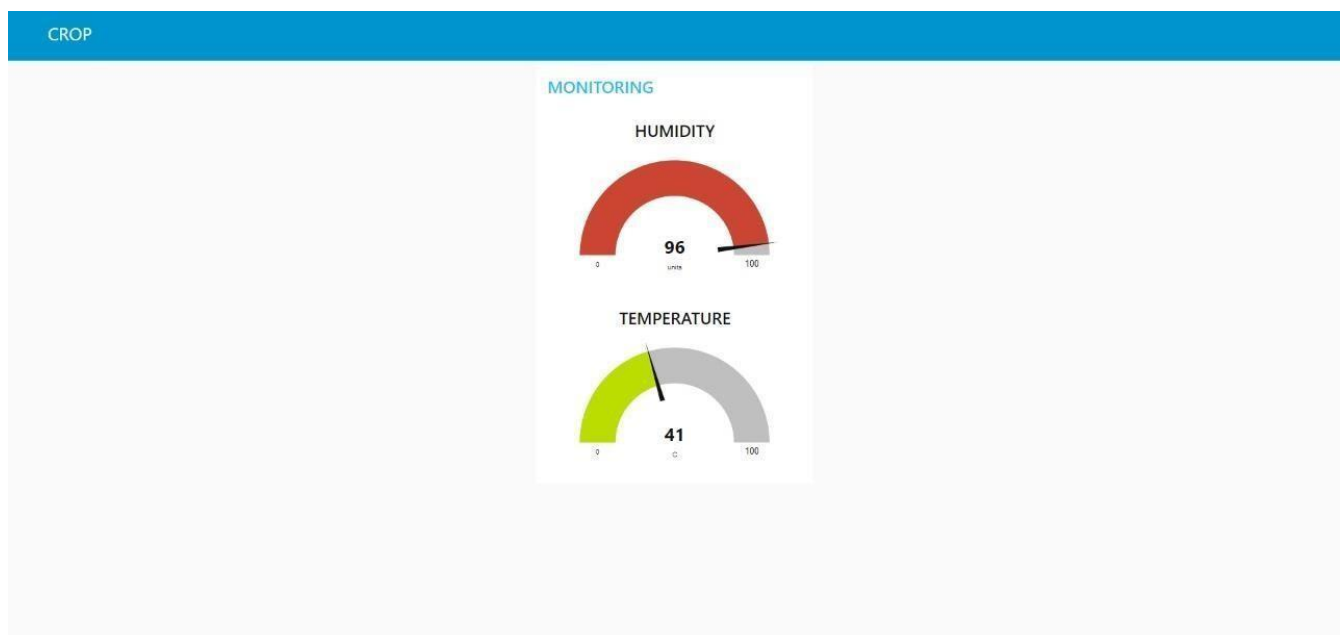 CROP
MONITORING
HUMIDITY
96
units
0
100
TEMPERATURE
41
C
0
100